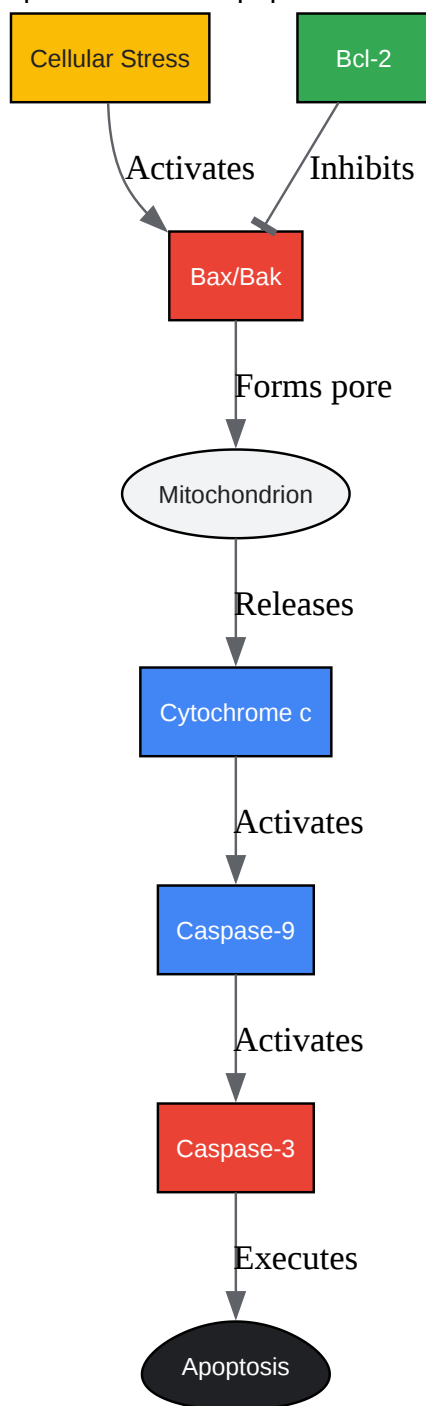 Cellular Stress
Bcl-2
Activates
Inhibits
Bax/Bak
Forms pore
Mitochondrion
Releases
Cytochrome c
Activates
Caspase-9
Activates
Caspase-3
Executes
Apoptosis